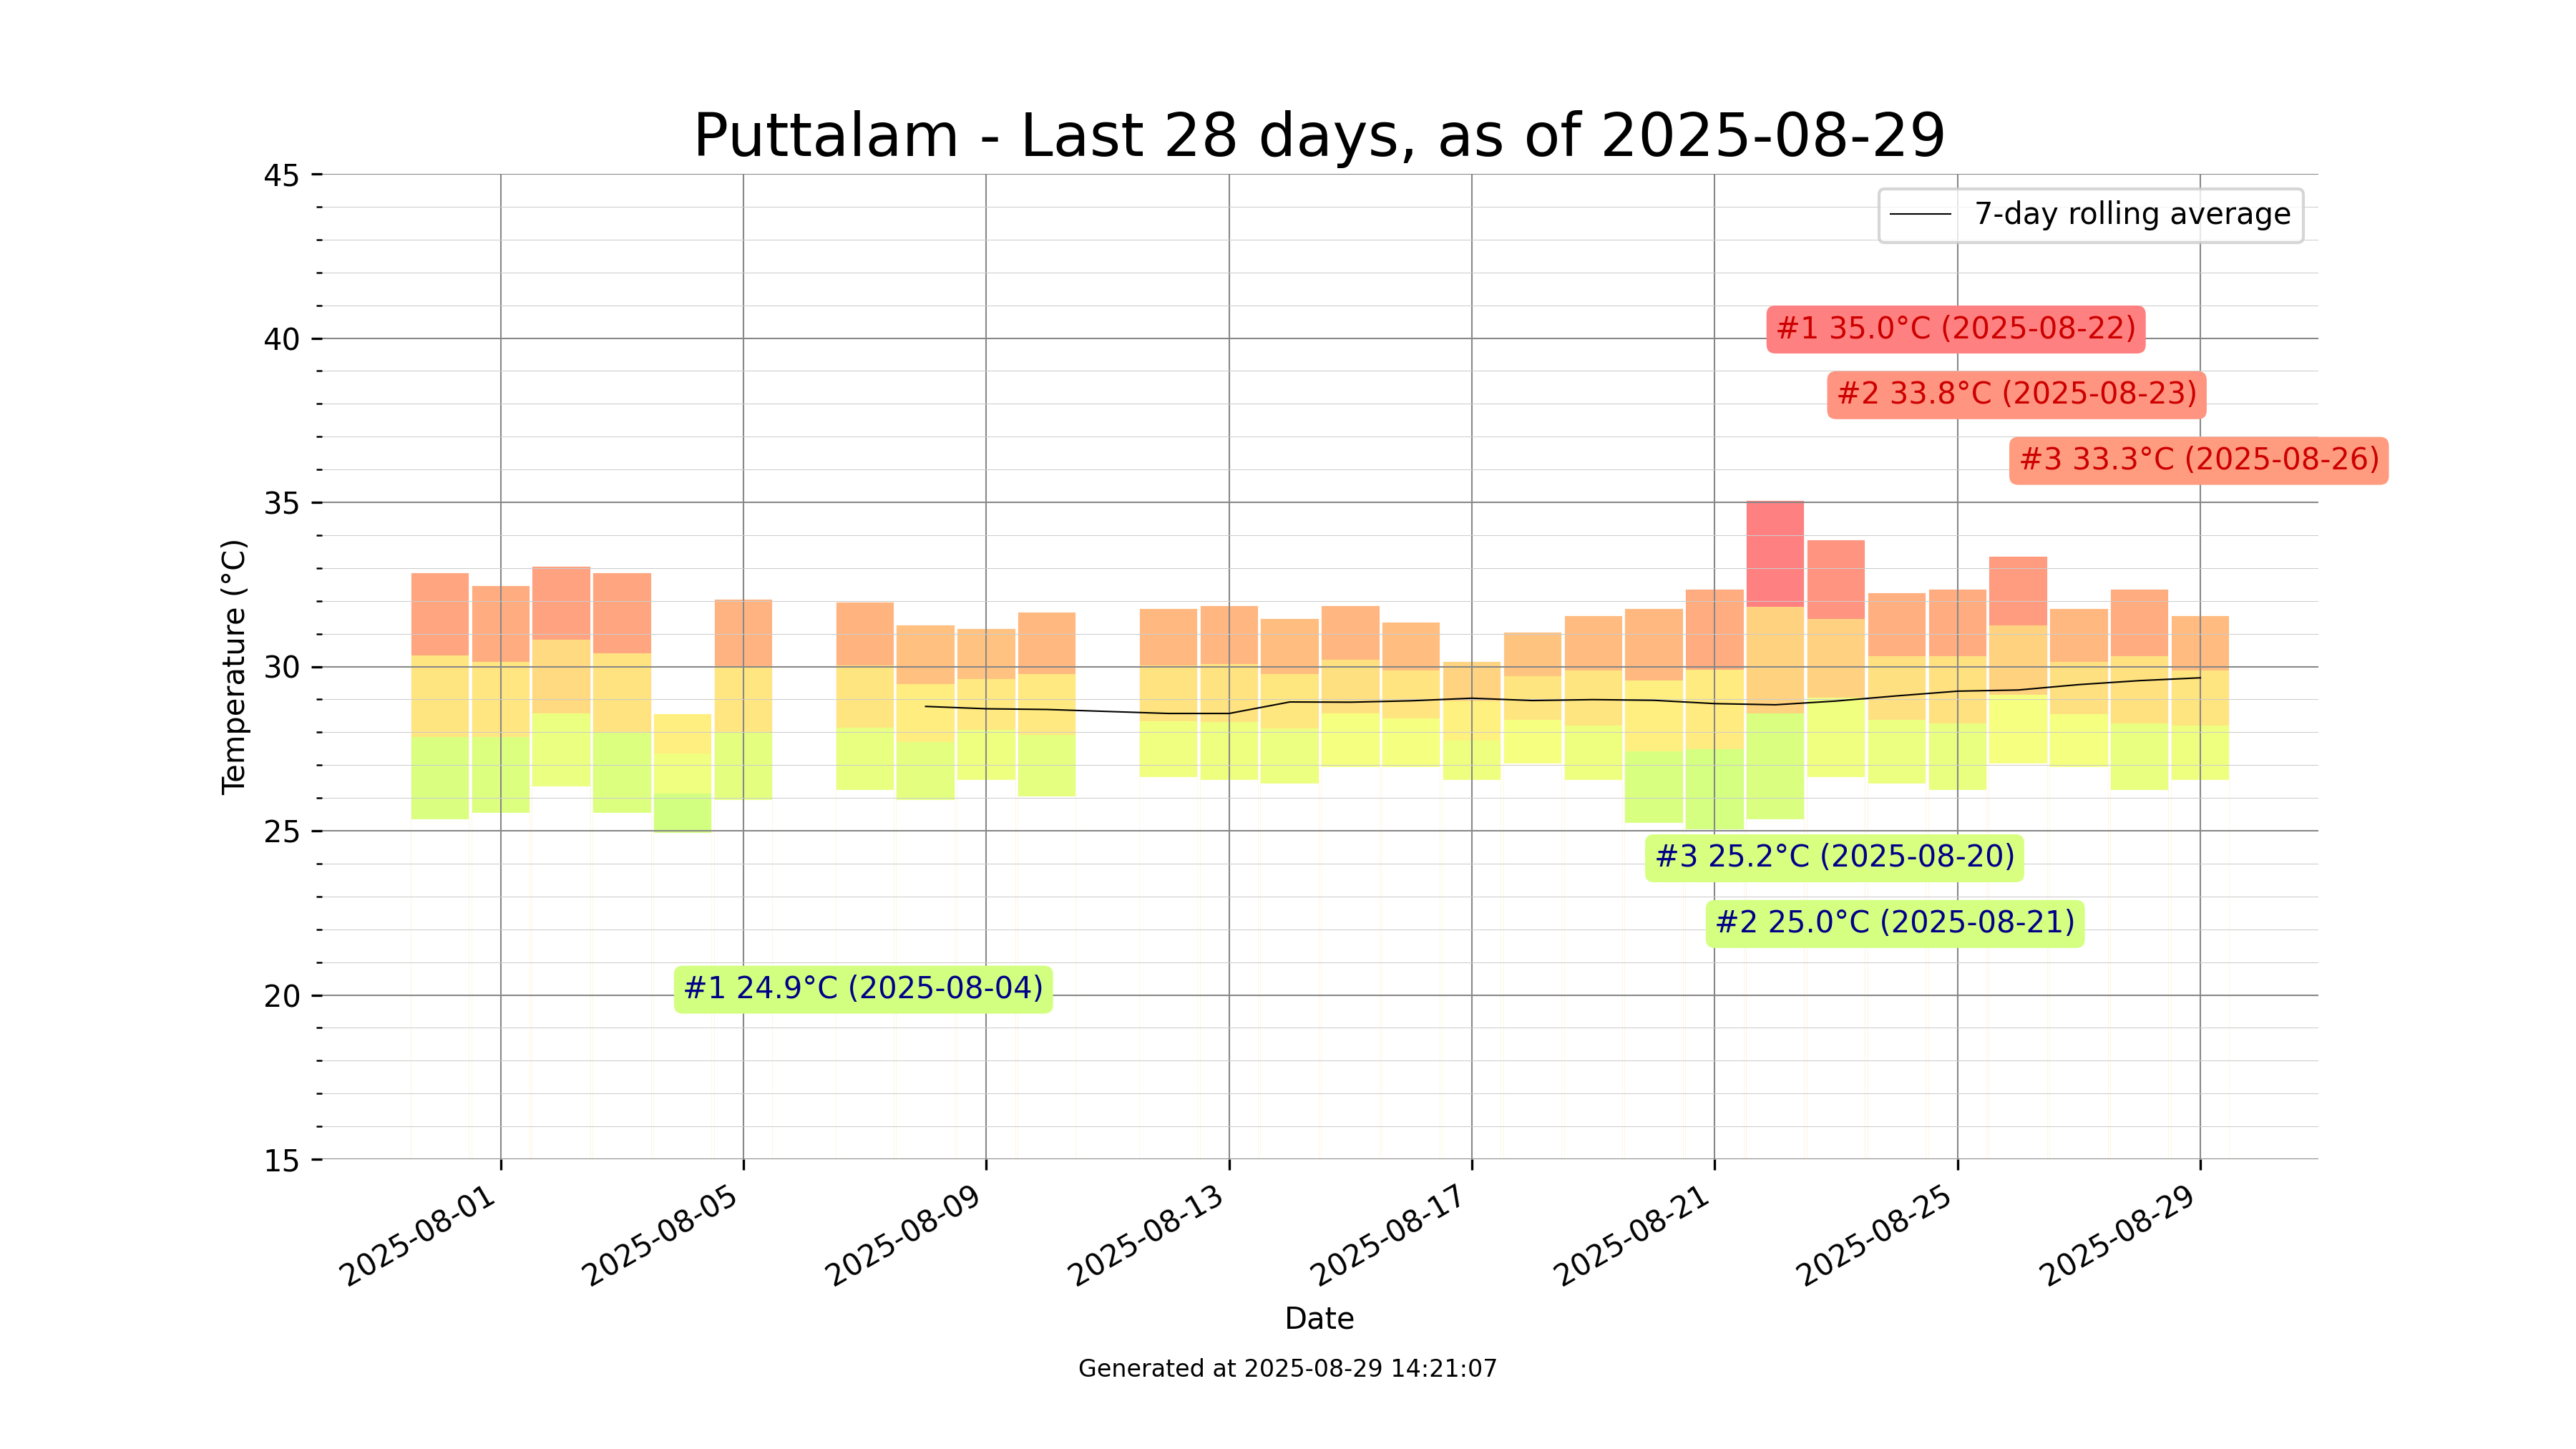 Puttalam - Last 28 days, as of 2025-08-29
45
7-day rolling average
#1 35.0°C (2025-08-22)
40
#2 33.8°C (2025-08-23)
#3 33.3°C (2025-08-26)
35
Temperature (°C)
30
25
#3 25.2°C (2025-08-20)
#2 25.0°C (2025-08-21)
#1 24.9°C (2025-08-04)
20
15
2025-08-01
2025-08-05
2025-08-09
2025-08-13
2025-08-17
2025-08-21
2025-08-25
2025-08-29
Date
Generated at 2025-08-29 14:21:07